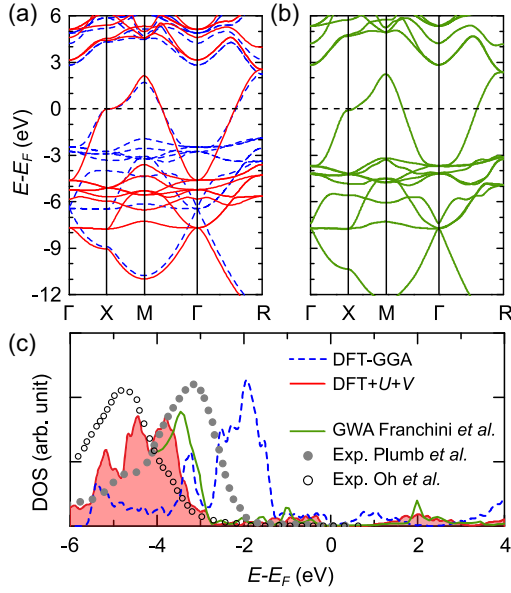 (a)
(b)
6
3
0
-3
-6
-9
-12
E-E_F (eV)
Γ X M Γ R
Γ X M Γ R
(c)
DFT-GGA
DFT+U+V
GWA Franchini et al.
Exp. Plumb et al.
Exp. Oh et al.
DOS (arb. unit)
-6 -4 -2 0 2 4
E-E_F (eV)